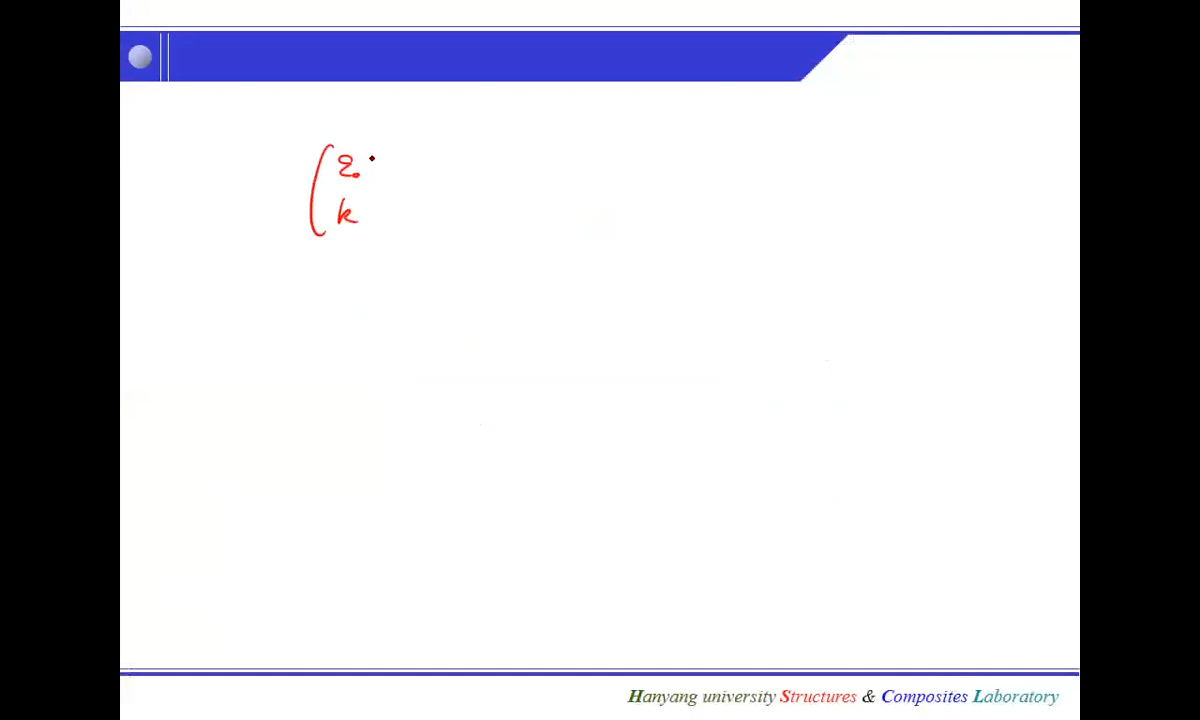 ε₀
k
Hanyang university Structures & Composites Laboratory